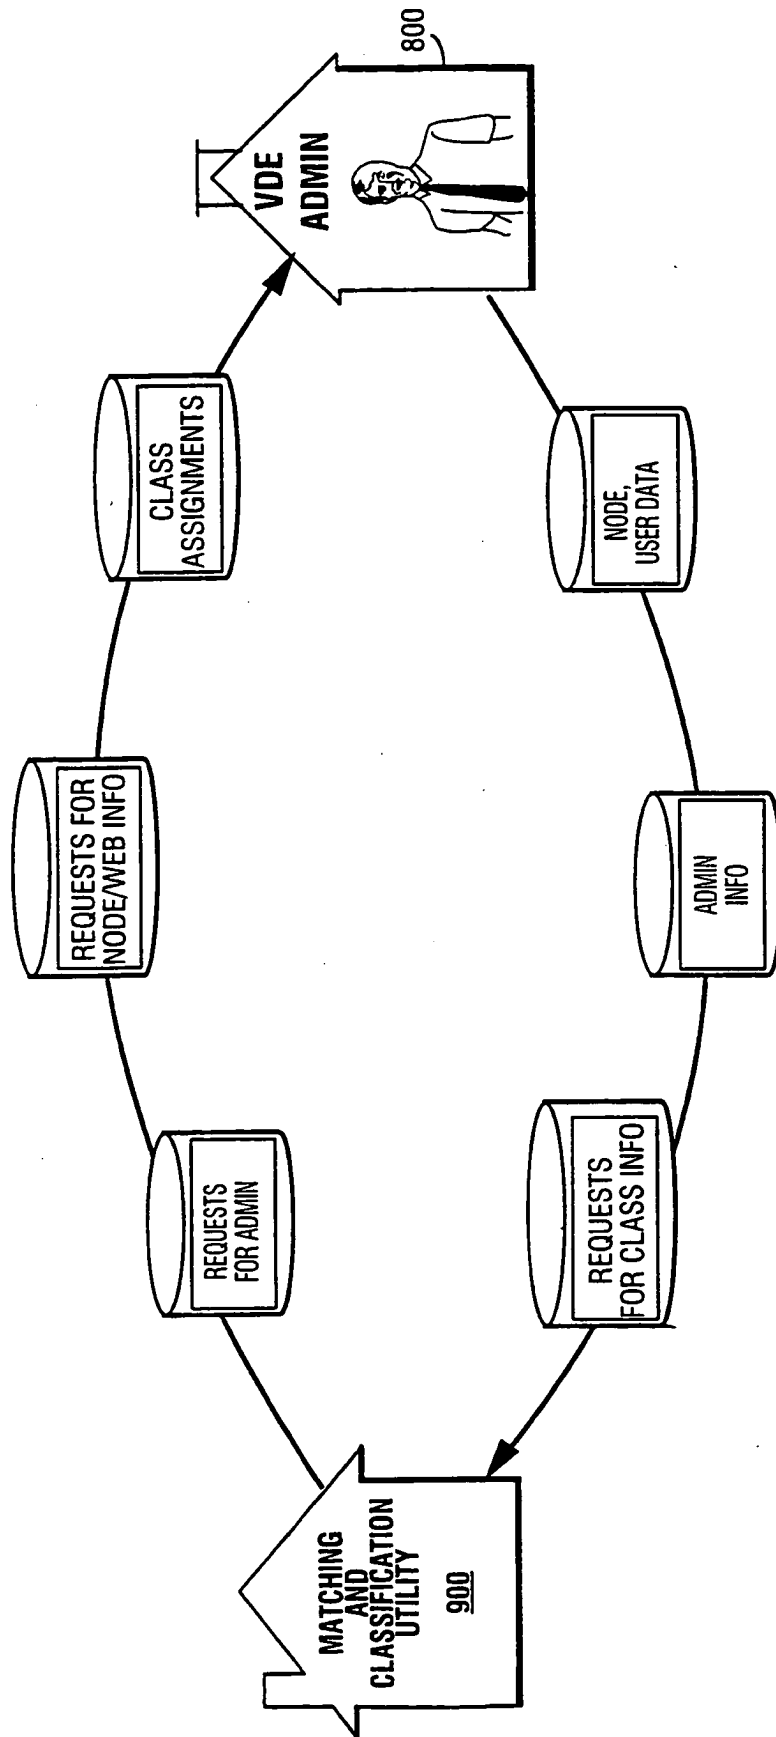 REQUESTS FOR
NODE/WEB INFO
REQUESTS
FOR ADMIN
CLASS
ASSIGNMENTS
MATCHING
AND
CLASSIFICATION
UTILITY
900
VDE
ADMIN
800
REQUESTS
FOR CLASS INFO
ADMIN
INFO
NODE,
USER DATA